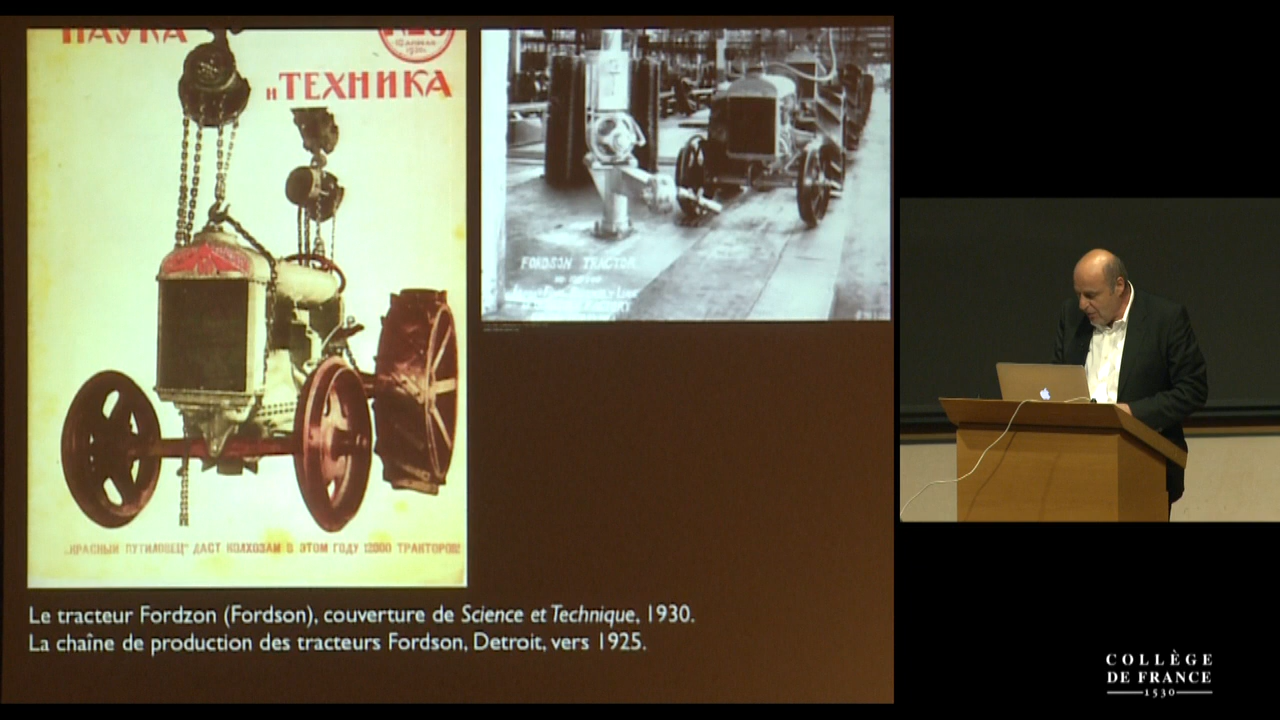 НАУКА
и ТЕХНИКА
„КРАСНЫЙ ПУТИЛОВЕЦ" ДАСТ КОЛХОЗАМ В ЭТОМ ГОДУ 12000 ТРАКТОРОВ!
FORDSON TRACTOR
Le tracteur Fordzon (Fordson), couverture de Science et Technique, 1930.
La chaîne de production des tracteurs Fordson, Detroit, vers 1925.
COLLÈGE
DE FRANCE
1530